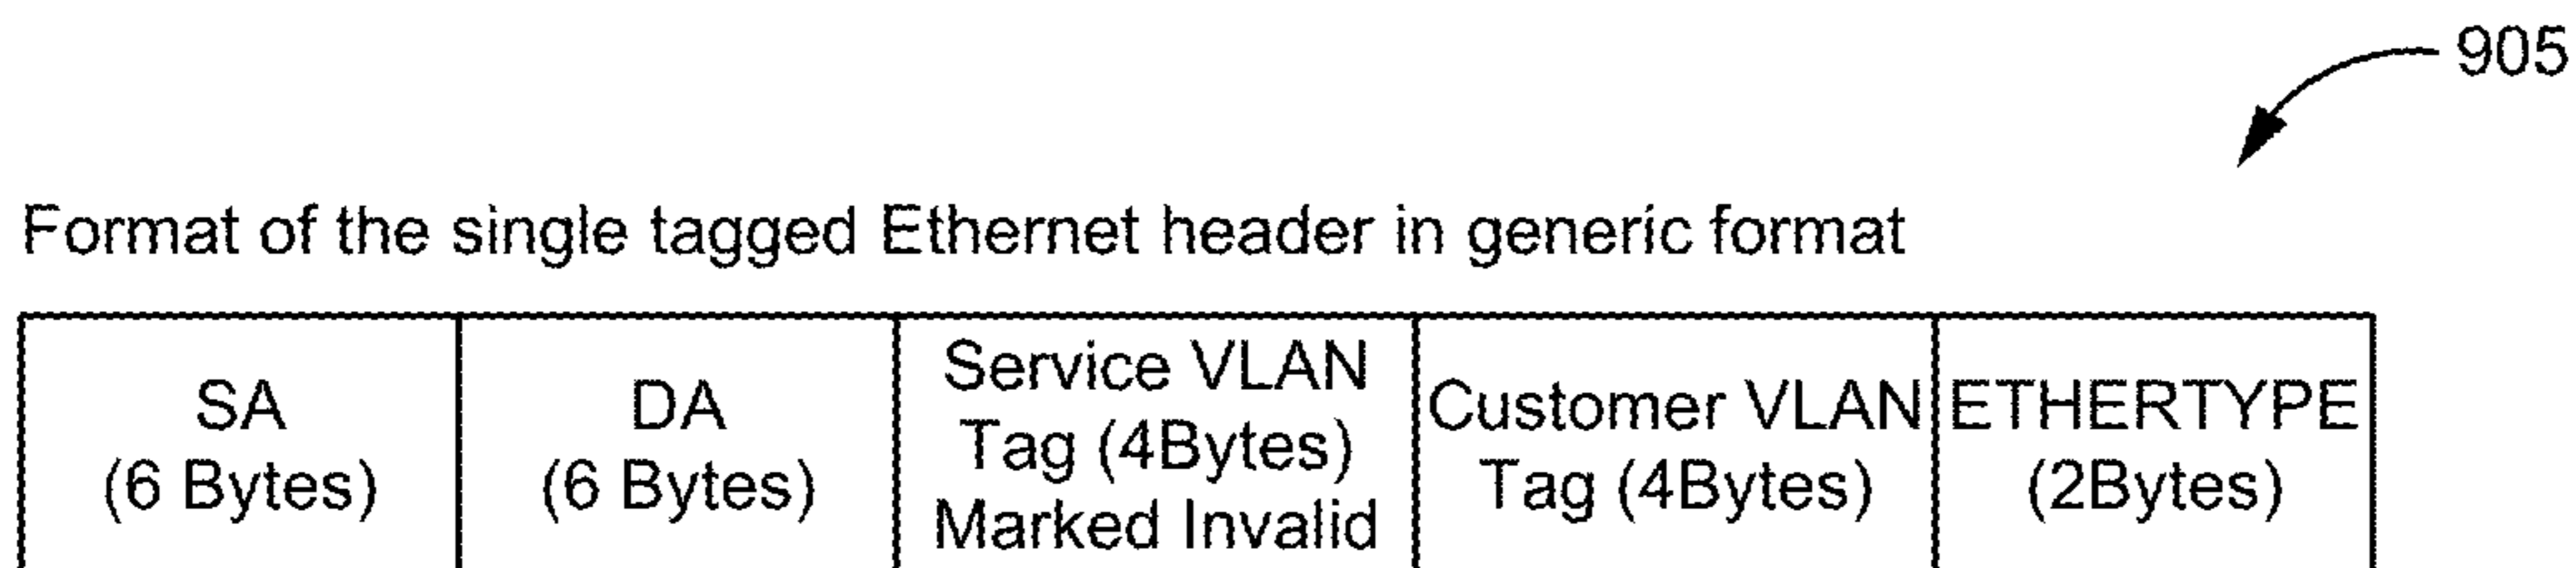 905
Format of the single tagged Ethernet header in generic format
SA
(6 Bytes)
DA
(6 Bytes)
Service VLAN
Tag (4Bytes)
Marked Invalid
Customer VLAN
Tag (4Bytes)
ETHERTYPE
(2Bytes)